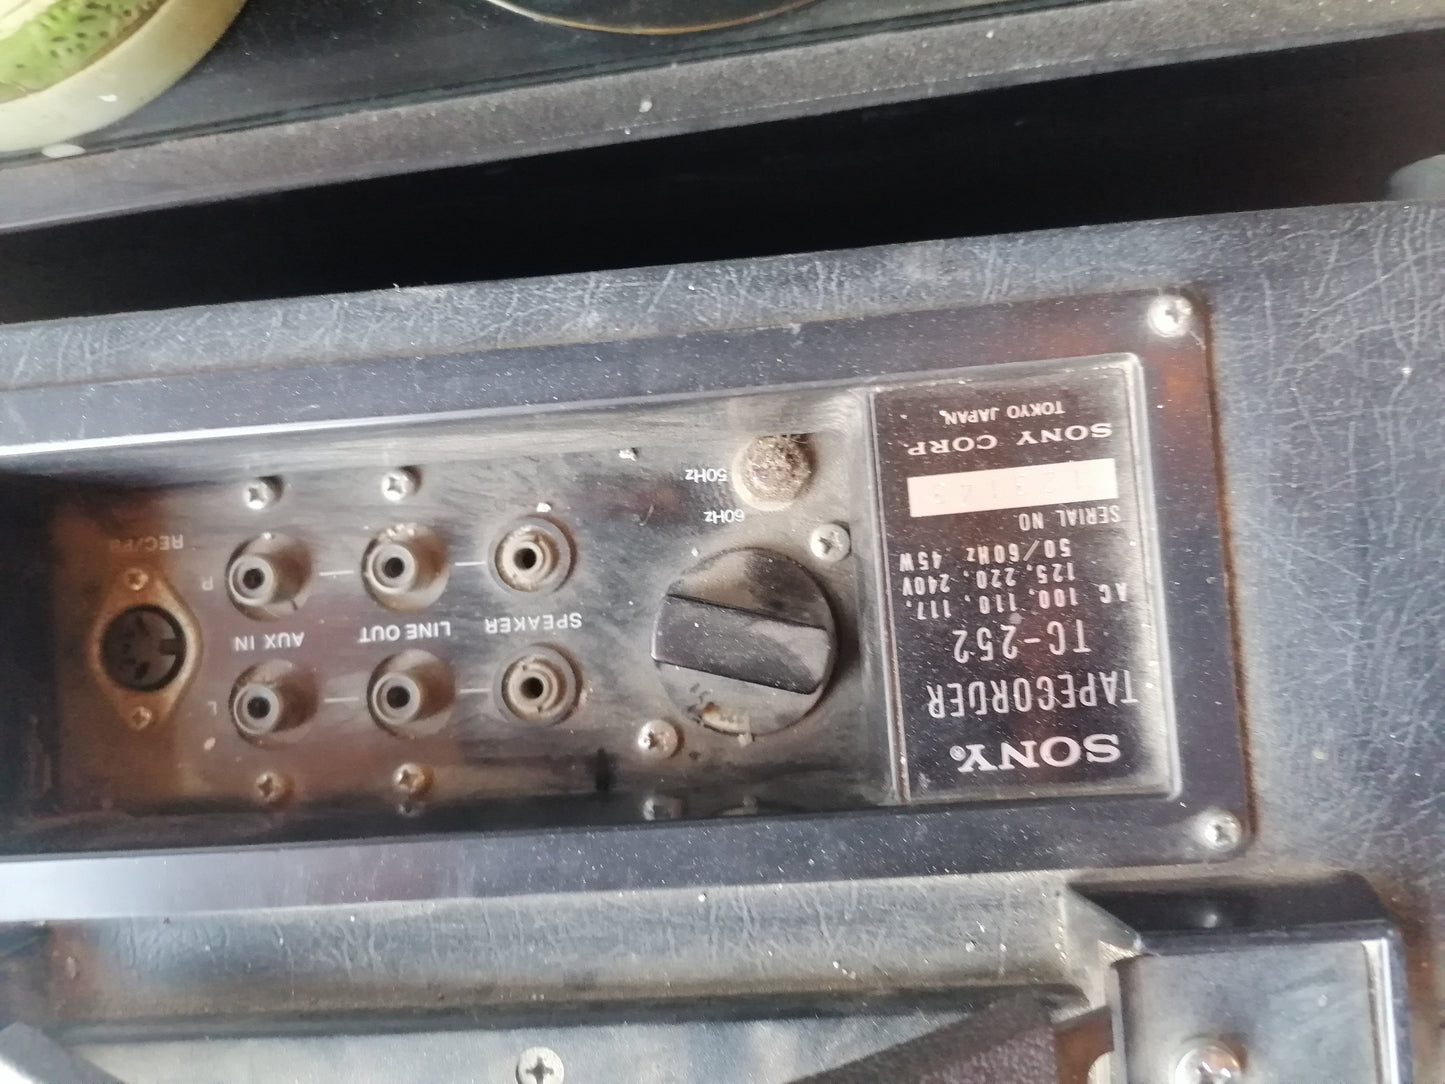 SONY®
TAPECORDER
TC-252
AC 100, 110, 117,
125, 220, 240V
50/60Hz 45W
SERIAL NO.
123143
SONY CORP.
TOKYO JAPAN,
60Hz
50Hz
SPEAKER
LINE OUT
AUX IN
L
R
REC/PB